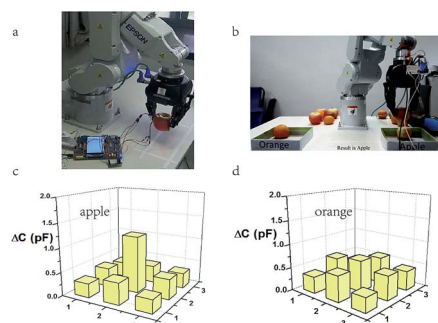 a
b
EPSON
Orange
Result is Apple
Apple
c
d
apple
orange
2.0
1.5
1.0
0.5
0.0
ΔC (pF)
1
2
3
1
2
3
2.0
1.5
1.0
0.5
0.0
ΔC (pF)
1
2
3
1
2
3